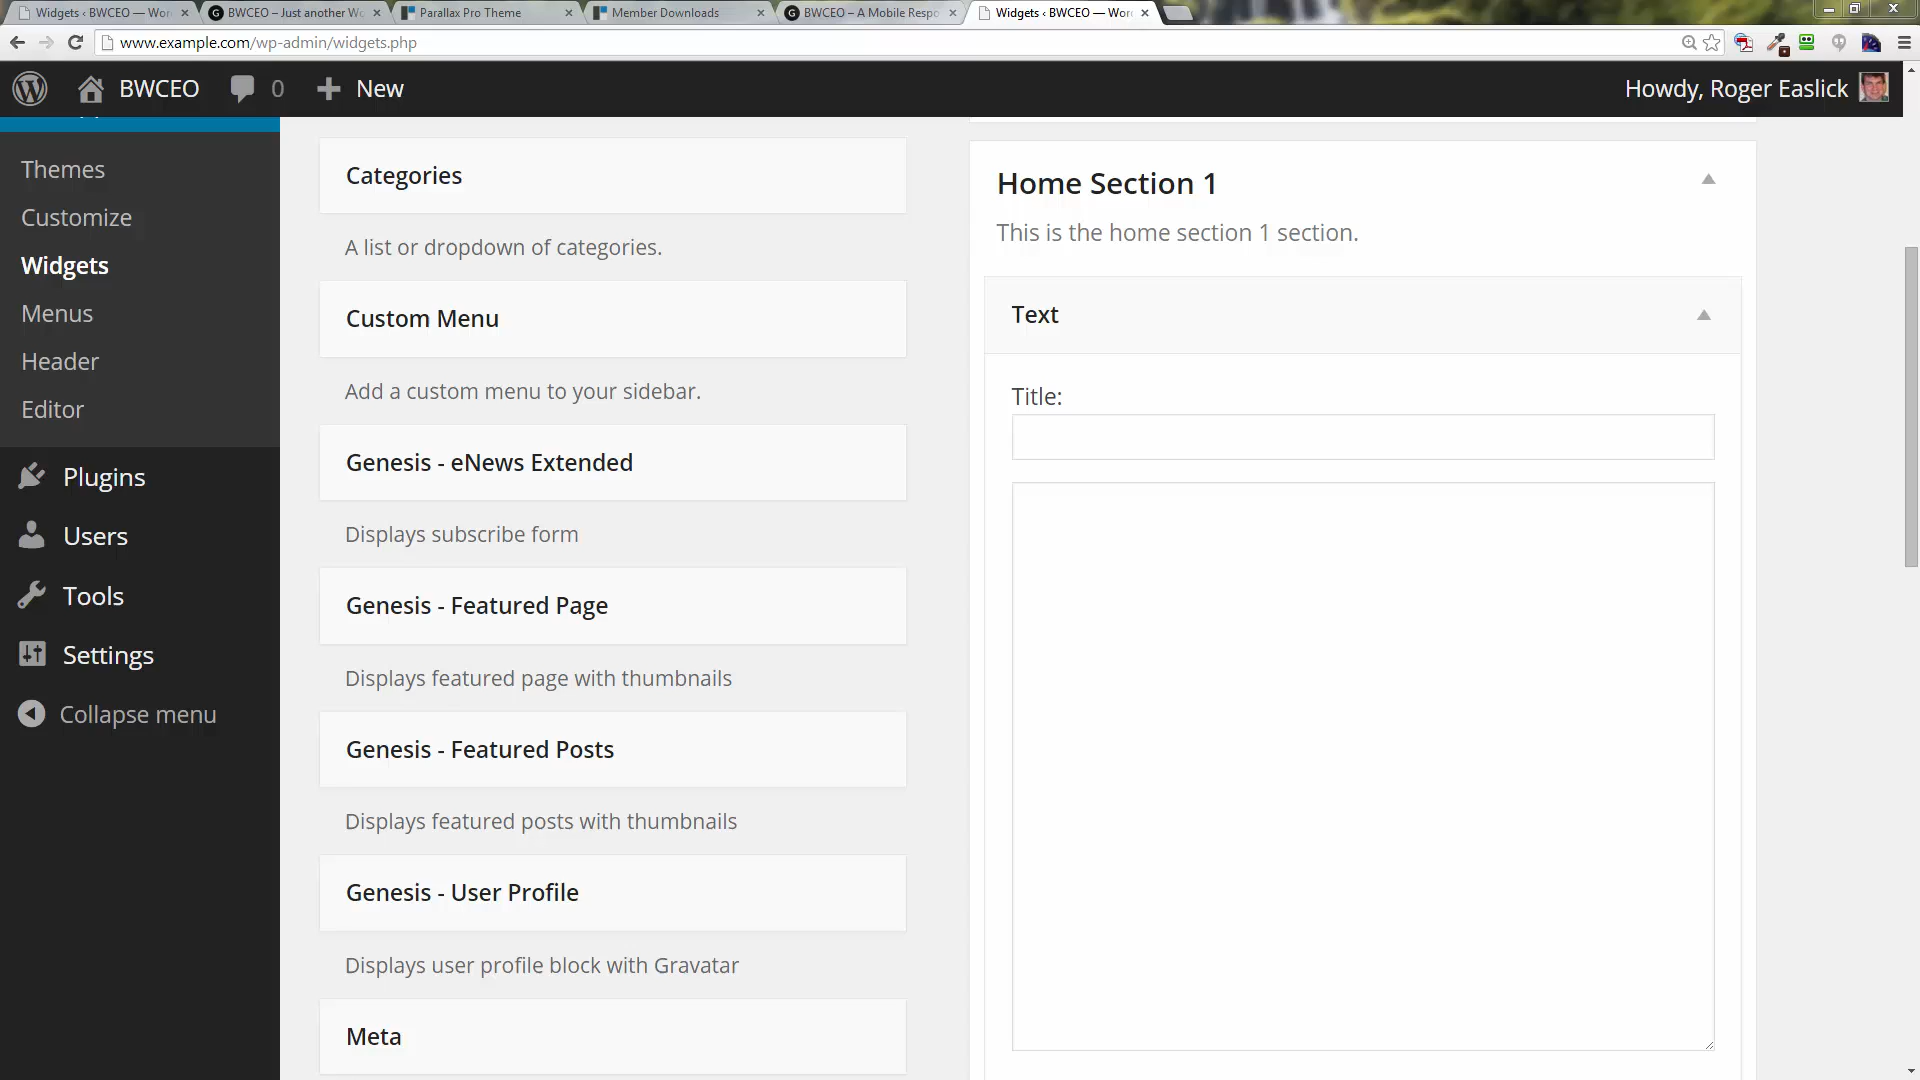 Widgets ‹ BWCEO — Wor
BWCEO – Just another Wo
Parallax Pro Theme
Member Downloads
BWCEO – A Mobile Respo
Widgets ‹ BWCEO — Wor
www.example.com/wp-admin/widgets.php
BWCEO
0
New
Howdy, Roger Easlick
Themes
Customize
Widgets
Menus
Header
Editor
Plugins
Users
Tools
Settings
Collapse menu
Categories
A list or dropdown of categories.
Custom Menu
Add a custom menu to your sidebar.
Genesis - eNews Extended
Displays subscribe form
Genesis - Featured Page
Displays featured page with thumbnails
Genesis - Featured Posts
Displays featured posts with thumbnails
Genesis - User Profile
Displays user profile block with Gravatar
Meta
Home Section 1
This is the home section 1 section.
Text
Title: